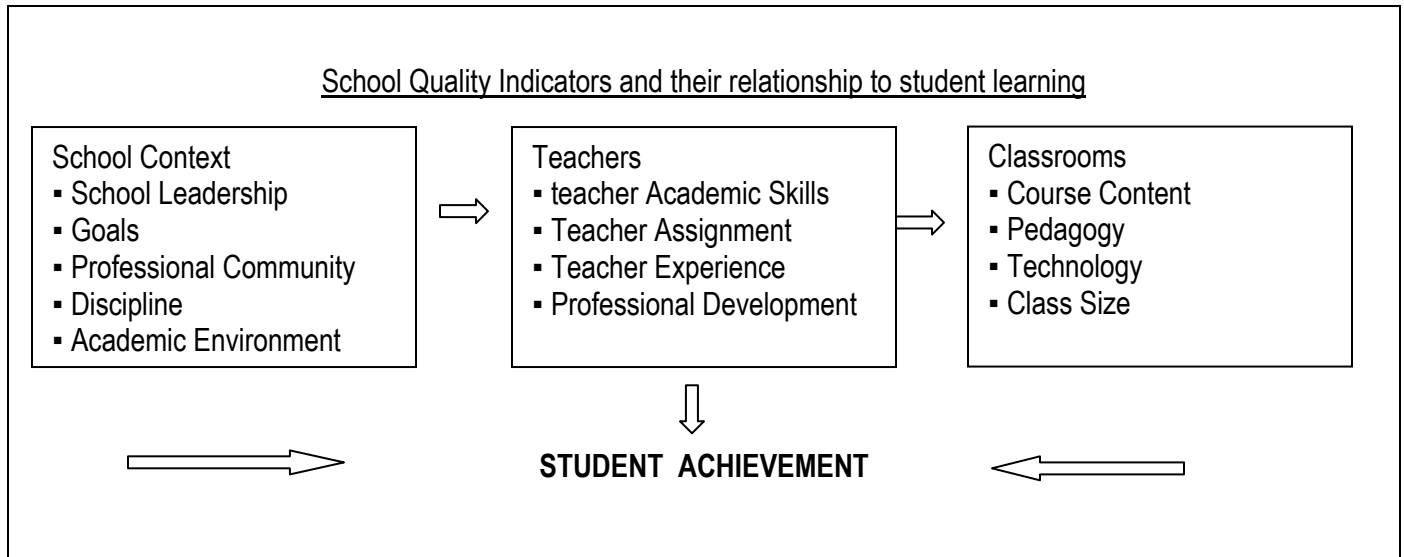 School Quality Indicators and their relationship to student learning
School Context
▪ School Leadership
▪ Goals
▪ Professional Community
▪ Discipline
▪ Academic Environment
Teachers
▪ teacher Academic Skills
▪ Teacher Assignment
▪ Teacher Experience
▪ Professional Development
Classrooms
▪ Course Content
▪ Pedagogy
▪ Technology
▪ Class Size
STUDENT ACHIEVEMENT